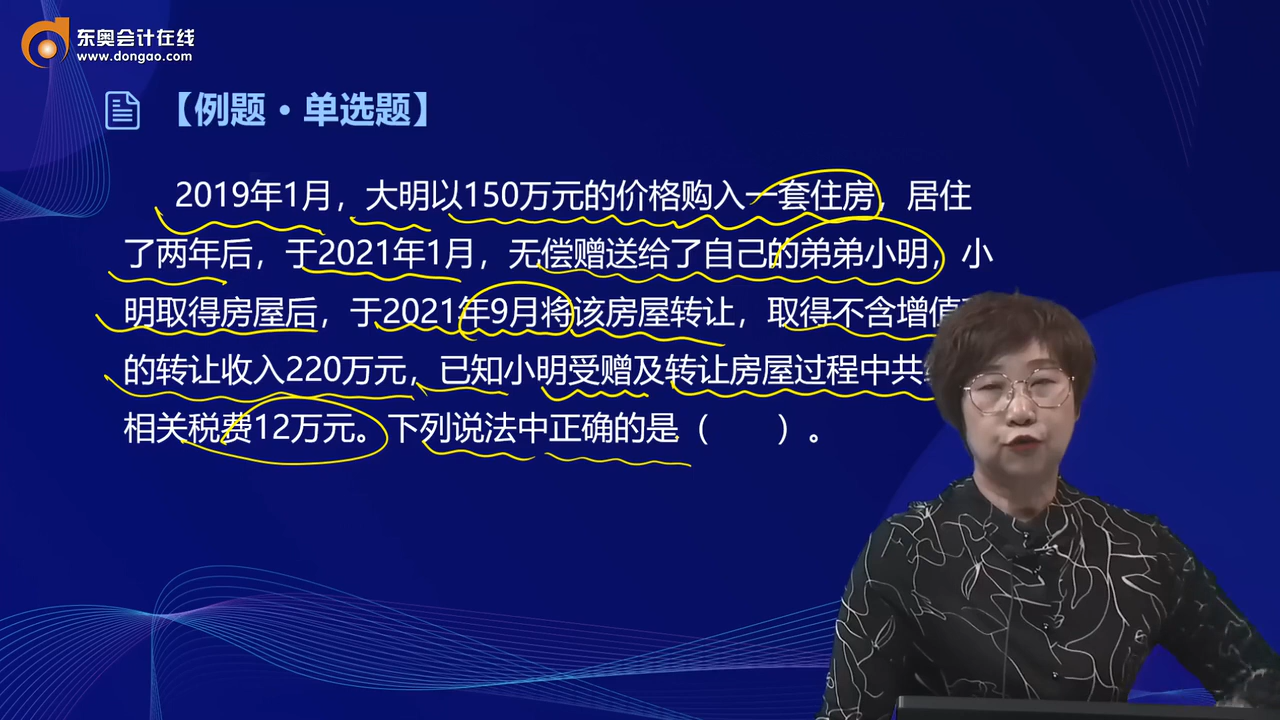 东奥会计在线
www.dongao.com
【例题·单选题】
2019年1月，大明以150万元的价格购入一套住房，居住
了两年后，于2021年1月，无偿赠送给了自己的弟弟小明，小
明取得房屋后，于2021年9月将该房屋转让，取得不含增值
的转让收入220万元，已知小明受赠及转让房屋过程中共
相关税费12万元。下列说法中正确的是（　　）。